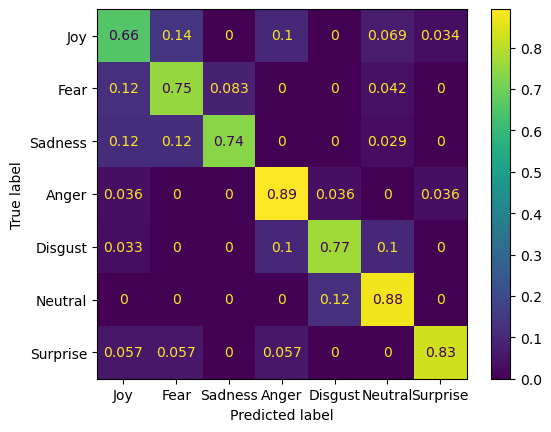 Joy 0.66 0.14 0 0.1 0 0.069 0.034 0.8
Fear 0.12 0.75 0.083 0 0 0.042 0 0.7
Sadness 0.12 0.12 0.74 0 0 0.029 0 0.6
0.5
Anger 0.036 0 0 0.89 0.036 0 0.036 0.4
Disgust 0.033 0 0 0.1 0.77 0.1 0 0.3
Neutral 0 0 0 0 0.12 0.88 0 0.2
0.1
Surprise 0.057 0.057 0 0.057 0 0 0.83 0.0
Joy Fear Sadness Anger Disgust Neutral Surprise
Predicted label
True label